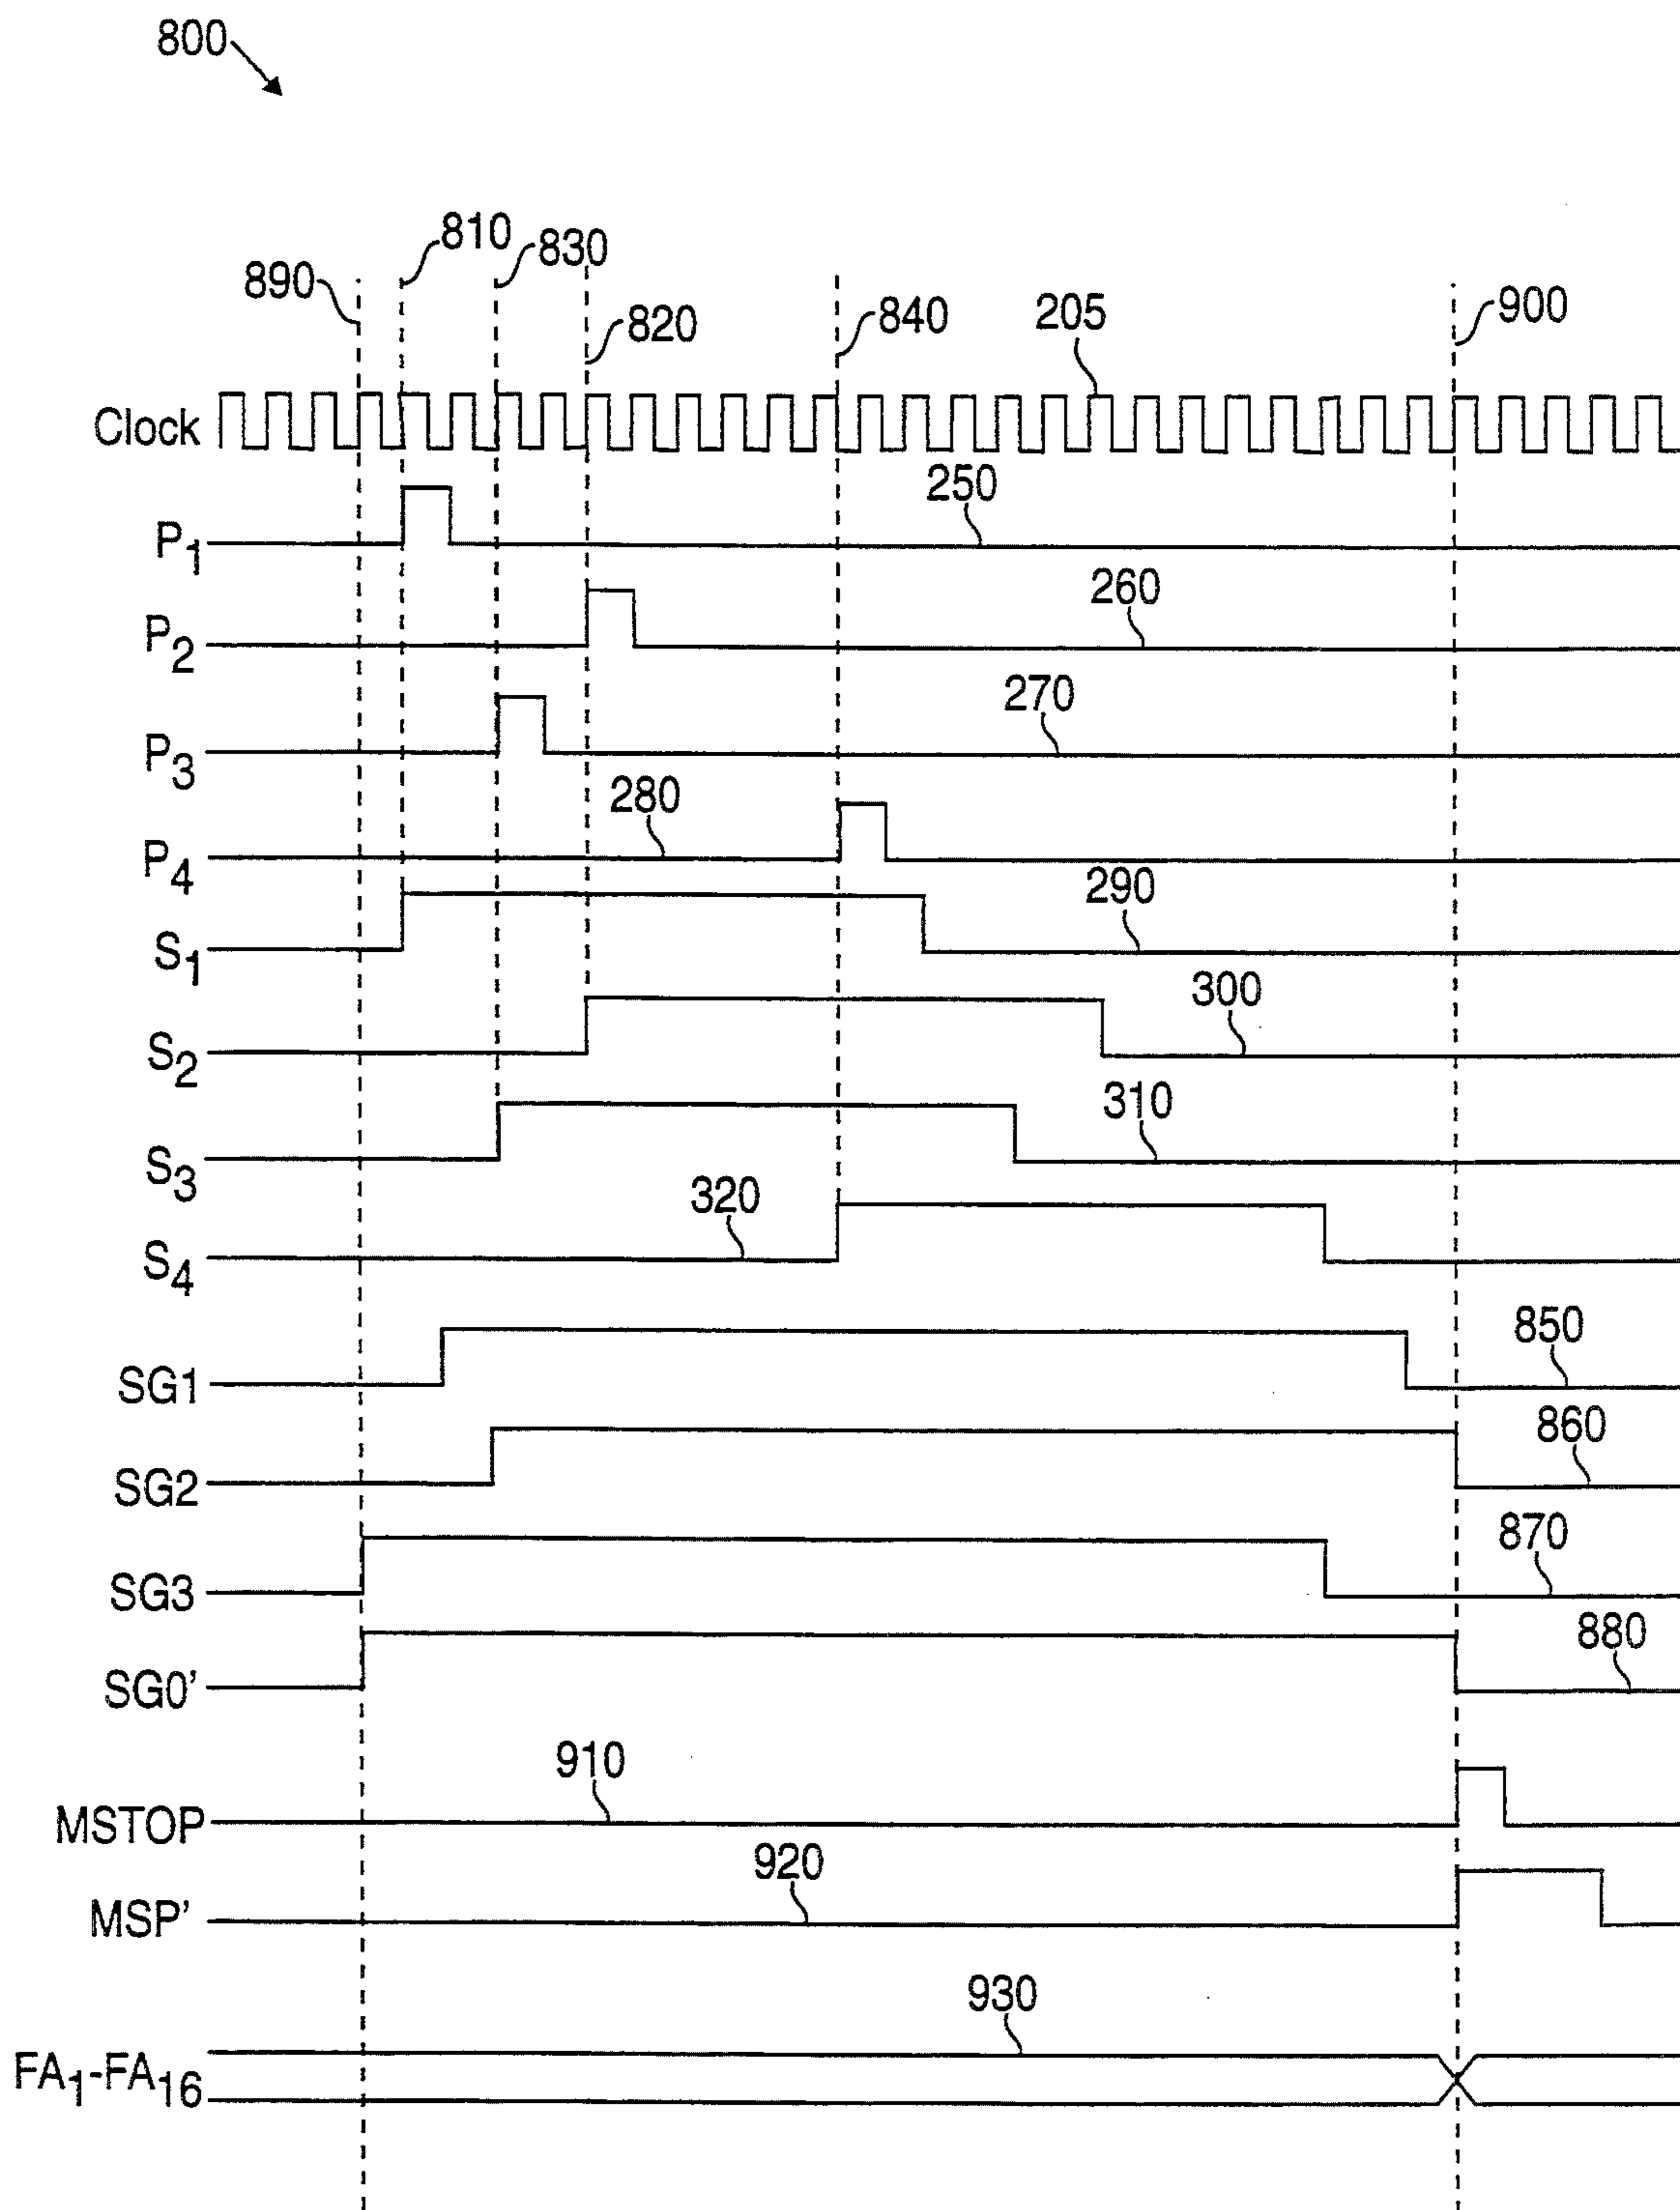 800
890
810
830
820
840
205
900
Clock
250
P1
260
P2
270
P3
280
P4
290
S1
300
S2
310
S3
320
S4
850
SG1
860
SG2
870
SG3
880
SG0'
910
MSTOP
920
MSP'
930
FA1-FA16